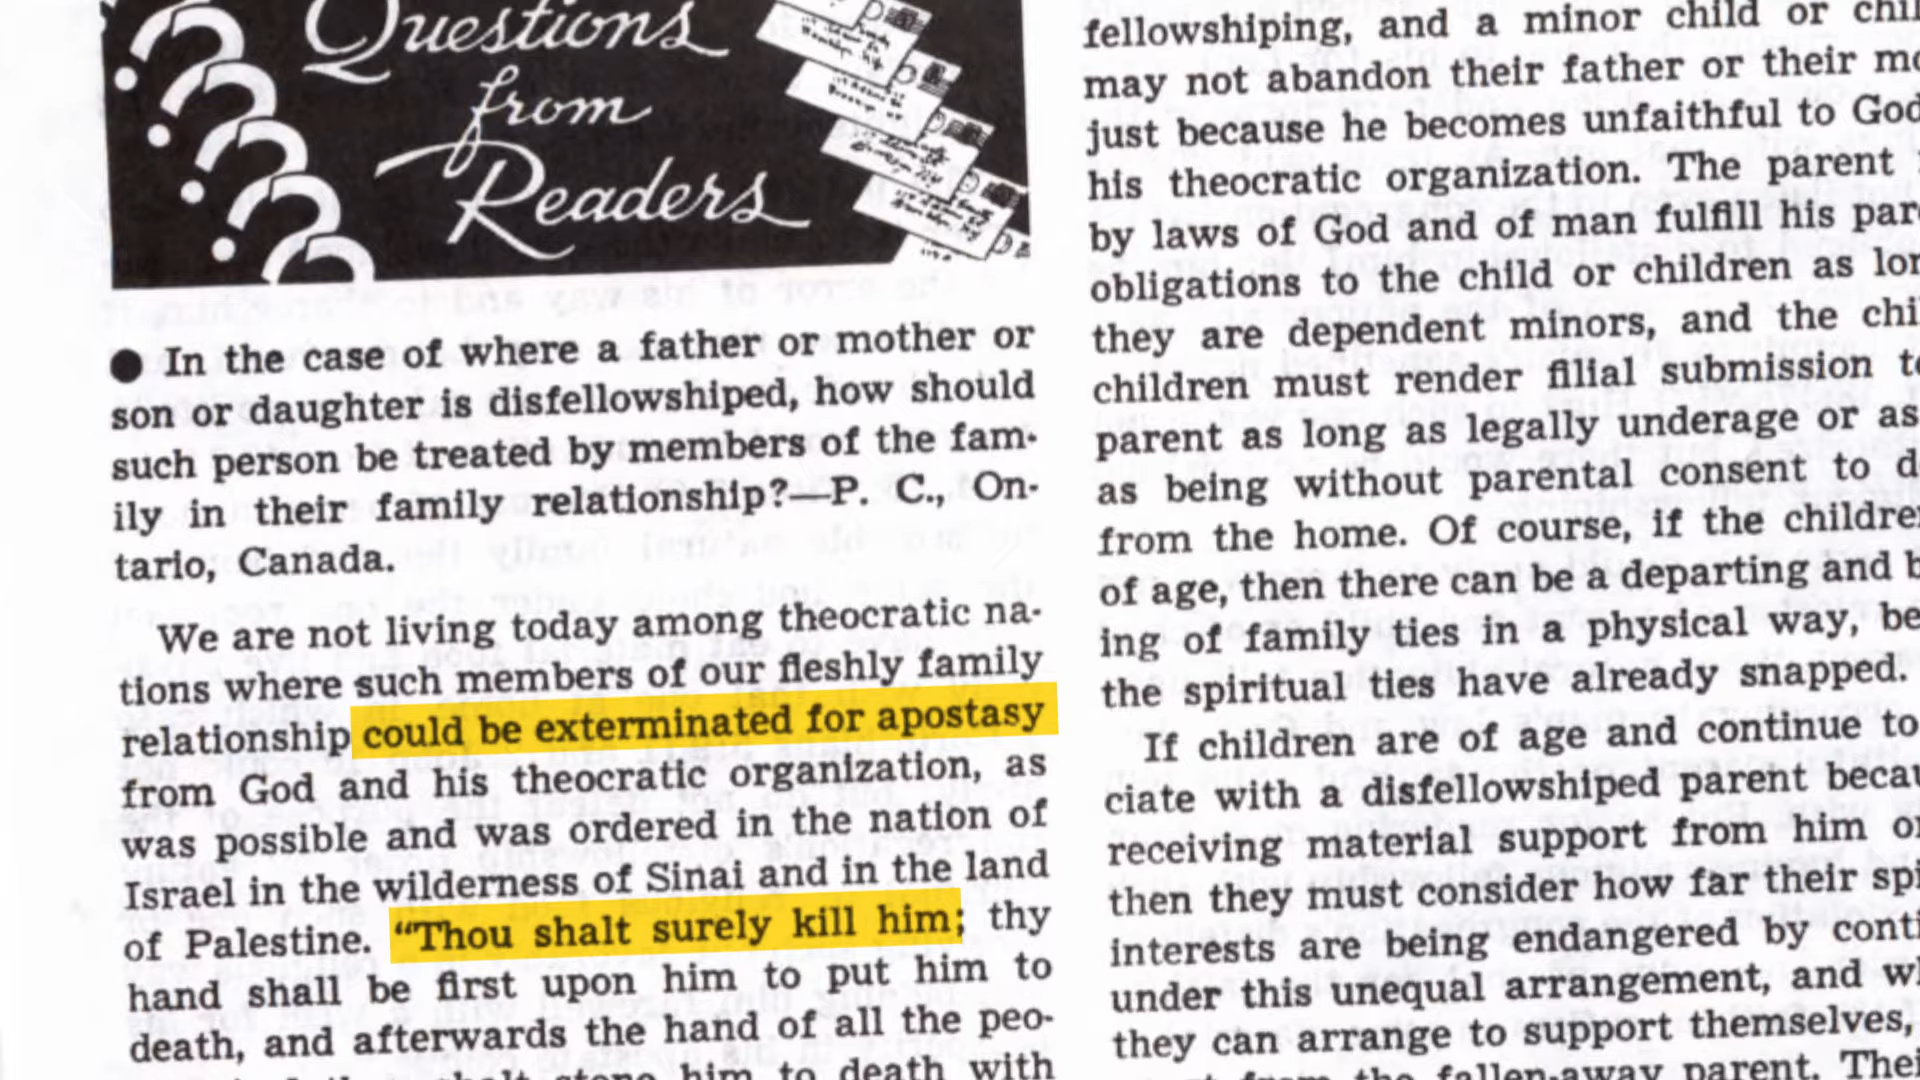 Questions
from
Readers
● In the case of where a father or mother or
son or daughter is disfellowshiped, how should
such person be treated by members of the fam-
ily in their family relationship?—P. C., On-
tario, Canada.
We are not living today among theocratic na-
tions where such members of our fleshly family
relationship could be exterminated for apostasy
from God and his theocratic organization, as
was possible and was ordered in the nation of
Israel in the wilderness of Sinai and in the land
of Palestine. “Thou shalt surely kill him; thy
hand shall be first upon him to put him to
death, and afterwards the hand of all the peo-
shalt stone him to death with
fellowshiping, and a minor child or
may not abandon their father or their
just because he becomes unfaithful to God
his theocratic organization. The parent
by laws of God and of man fulfill his
obligations to the child or children as
they are dependent minors, and the
children must render filial submission
parent as long as legally underage or as
as being without parental consent to
from the home. Of course, if the
of age, then there can be a departing and
ing of family ties in a physical way,
the spiritual ties have already snapped.
If children are of age and continue to
ciate with a disfellowshiped parent
receiving material support from him
then they must consider how far their
interests are being endangered by
under this unequal arrangement, and
they can arrange to support themselves,
from the fallen-away parent.